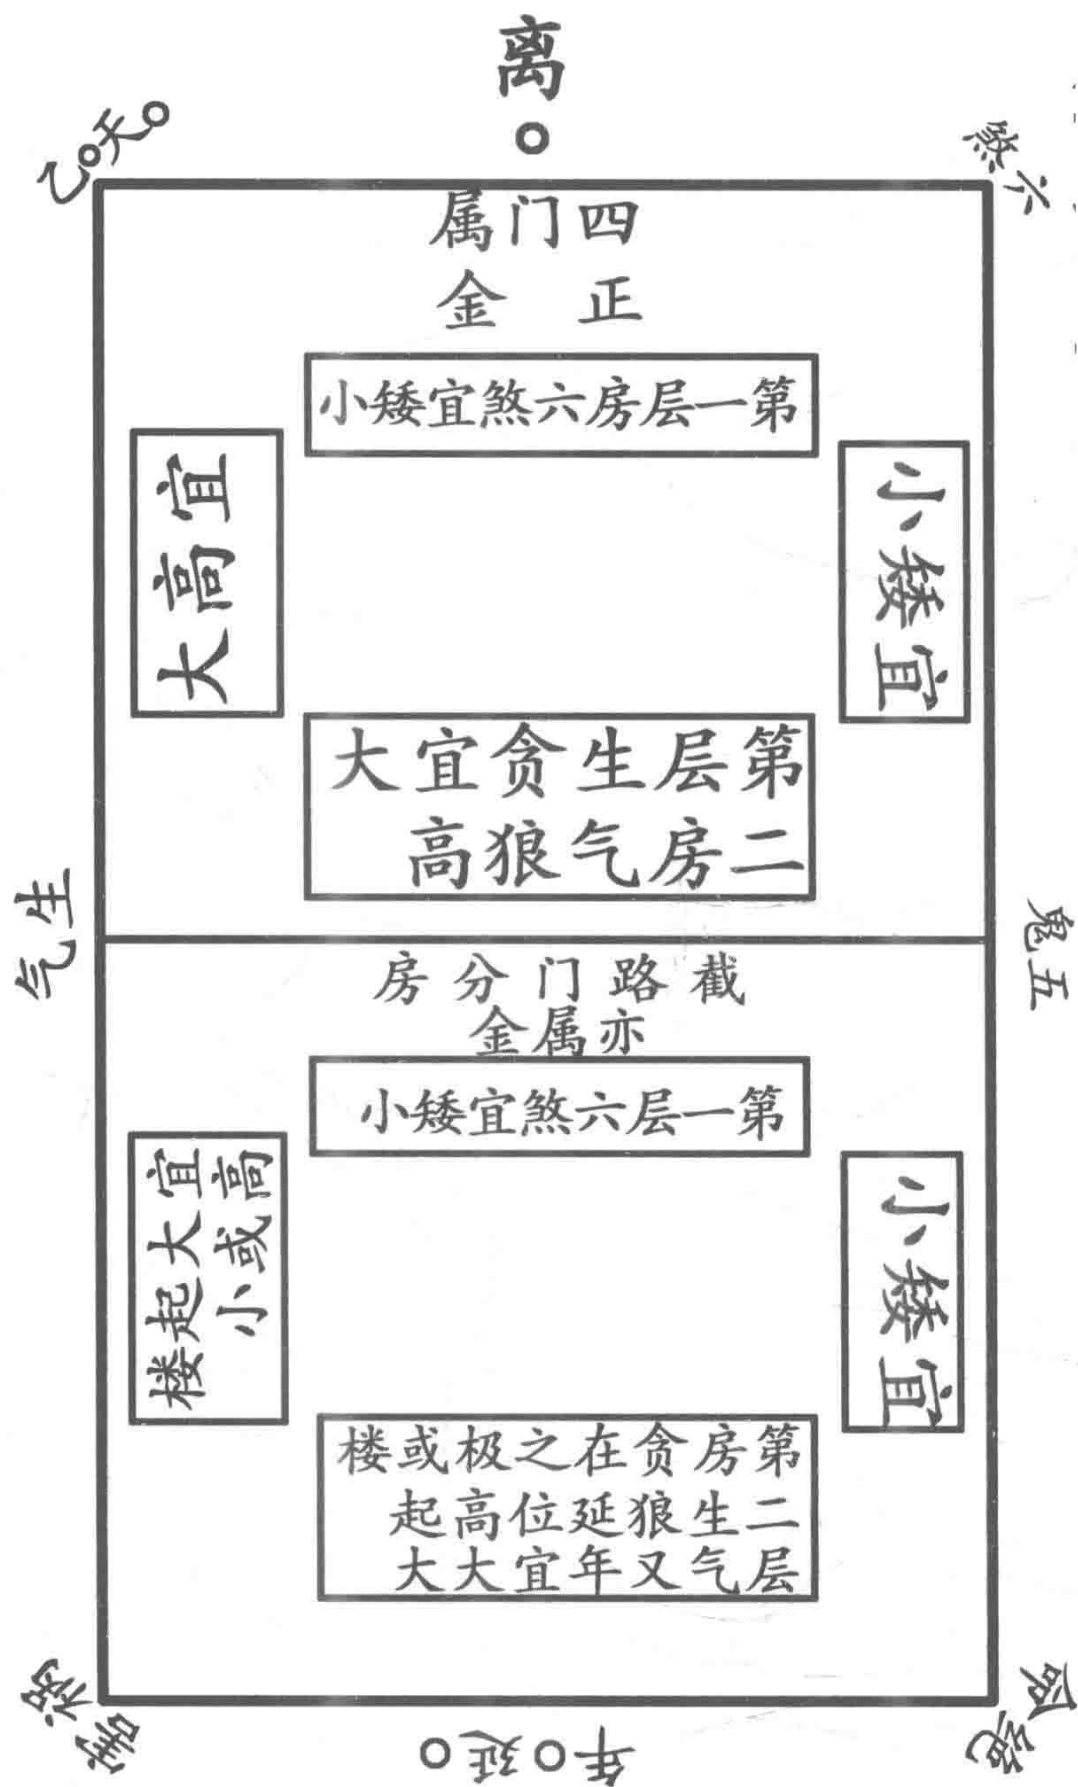 离
天乙
六煞
四正门属金
第一层房六煞宜矮小
宜高大
宜矮小
第二层房生气贪狼宜高大
生气
五鬼
截路门分房
亦属金
第一层六煞宜矮小
宜高大或起小楼
宜矮小
第二层房生气贪狼又在延年之位宜极高大或起大楼
祸害
延年
绝命